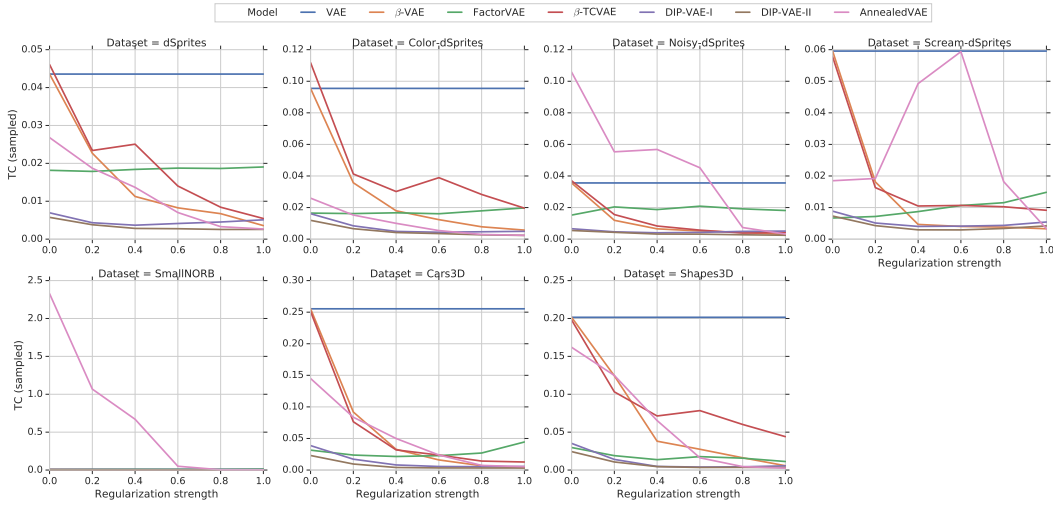 Model VAE β-VAE FactorVAE β-TCVAE DIP-VAE-I DIP-VAE-II AnnealedVAE
Dataset = dSprites
Dataset = Color-dSprites
Dataset = Noisy-dSprites
Dataset = Scream-dSprites
TC (sampled)
0.05
0.04
0.03
0.02
0.01
0.00
0.0 0.2 0.4 0.6 0.8 1.0
0.12
0.10
0.08
0.06
0.04
0.02
0.00
0.0 0.2 0.4 0.6 0.8 1.0
0.12
0.10
0.08
0.06
0.04
0.02
0.00
0.0 0.2 0.4 0.6 0.8 1.0
0.06
0.05
0.04
0.03
0.02
0.01
0.00
0.0 0.2 0.4 0.6 0.8 1.0
Regularization strength
Dataset = SmallNORB
Dataset = Cars3D
Dataset = Shapes3D
TC (sampled)
2.5
2.0
1.5
1.0
0.5
0.0
0.0 0.2 0.4 0.6 0.8 1.0
Regularization strength
0.30
0.25
0.20
0.15
0.10
0.05
0.00
0.0 0.2 0.4 0.6 0.8 1.0
Regularization strength
0.25
0.20
0.15
0.10
0.05
0.00
0.0 0.2 0.4 0.6 0.8 1.0
Regularization strength